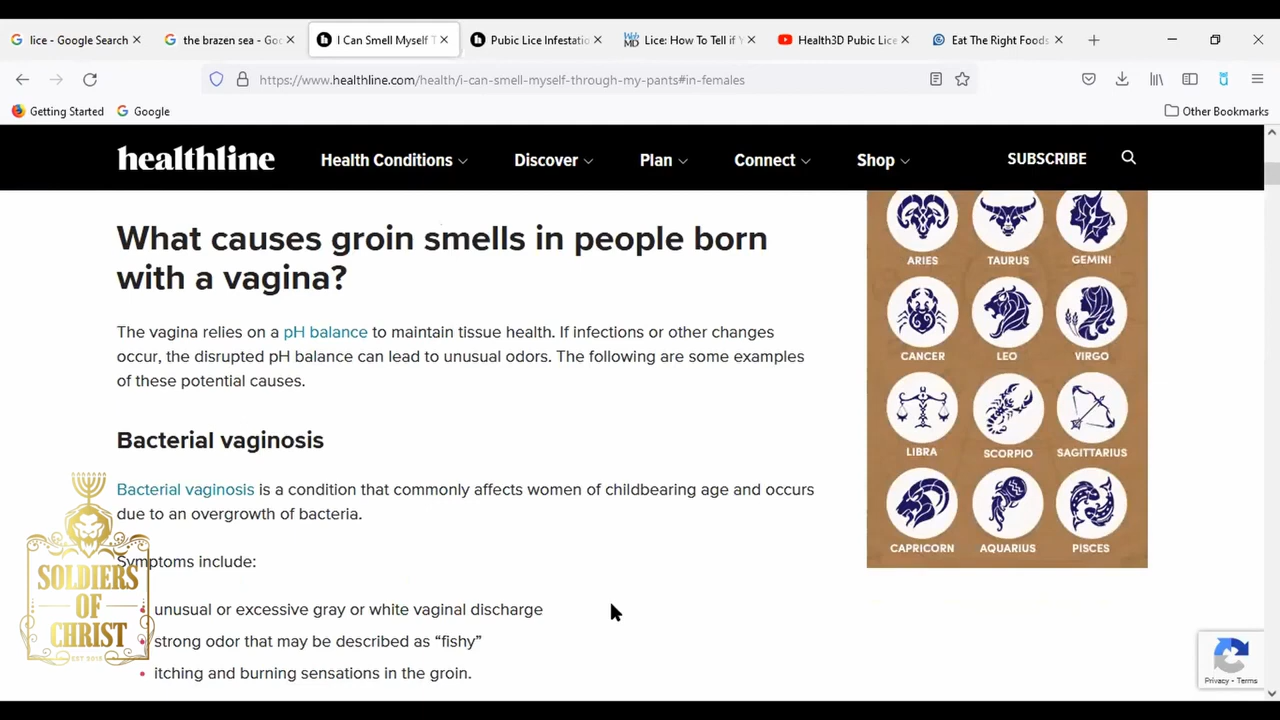 lice - Google Search
the brazen sea - Goo
I Can Smell Myself T
Pubic Lice Infestatio
WebMD
Lice: How To Tell if Y
Health3D Pubic Lice
Eat The Right Foods
https://www.healthline.com/health/i-can-smell-myself-through-my-pants#in-females
Getting Started
Google
Other Bookmarks
healthline
Health Conditions
Discover
Plan
Connect
Shop
SUBSCRIBE
What causes groin smells in people born
with a vagina?
The vagina relies on a pH balance to maintain tissue health. If infections or other changes
occur, the disrupted pH balance can lead to unusual odors. The following are some examples
of these potential causes.
Bacterial vaginosis
Bacterial vaginosis is a condition that commonly affects women of childbearing age and occurs
due to an overgrowth of bacteria.
Symptoms include:
unusual or excessive gray or white vaginal discharge
strong odor that may be described as “fishy”
itching and burning sensations in the groin.
ARIES
TAURUS
GEMINI
CANCER
LEO
VIRGO
LIBRA
SCORPIO
SAGITTARIUS
CAPRICORN
AQUARIUS
PISCES
SOLDIERS
OF
CHRIST
EST 2015
Privacy - Terms